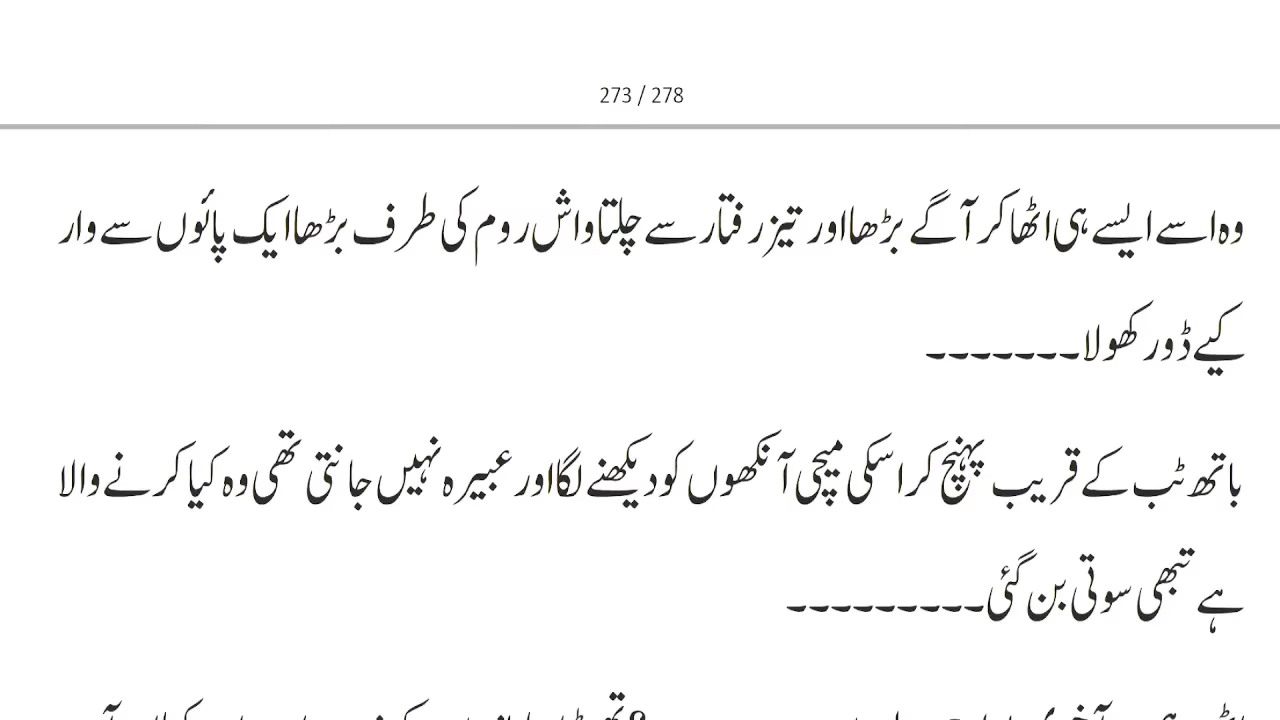 273 / 278
وہ اسے ایسے ہی اٹھا کر آگے بڑھا اور تیز رفتار سے چلتا واش روم کی طرف بڑھا ایک پائوں سے وار
کیے ڈور کھولا۔۔۔۔۔۔۔
باتھ ٹب کے قریب پہنچ کر اسکی میچی آنکھوں کو دیکھنے لگا اور عبیرہ نہیں جانتی تھی وہ کیا کرنے والا
ہے تبھی سوتی بن گئی۔۔۔۔۔۔۔۔۔